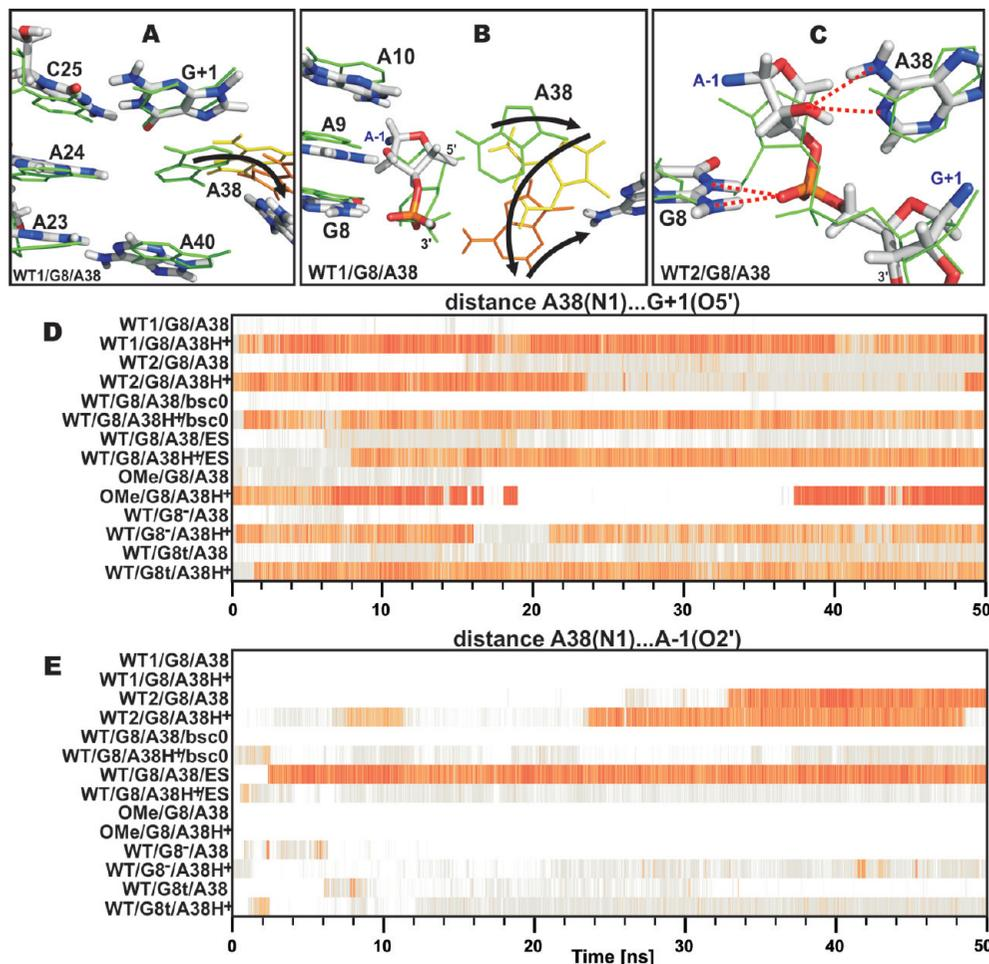 A
C25
G+1
A24
A38
A23
A40
WT1/G8/A38
B
A10
A38
A9
A-1
5'
G8
3'
WT1/G8/A38
C
A-1
A38
G8
G+1
3'
WT2/G8/A38
distance A38(N1)...G+1(O5')
D
WT1/G8/A38
WT1/G8/A38H+
WT2/G8/A38
WT2/G8/A38H+
WT/G8/A38/bsc0
WT/G8/A38H+/bsc0
WT/G8/A38/ES
WT/G8/A38H+/ES
OMe/G8/A38
OMe/G8/A38H+
WT/G8-/A38
WT/G8-/A38H+
WT/G8t/A38
WT/G8t/A38H+
0 10 20 30 40 50
distance A38(N1)...A-1(O2')
E
WT1/G8/A38
WT1/G8/A38H+
WT2/G8/A38
WT2/G8/A38H+
WT/G8/A38/bsc0
WT/G8/A38H+/bsc0
WT/G8/A38/ES
WT/G8/A38H+/ES
OMe/G8/A38
OMe/G8/A38H+
WT/G8-/A38
WT/G8-/A38H+
WT/G8t/A38
WT/G8t/A38H+
0 10 20 30 40 50
Time [ns]